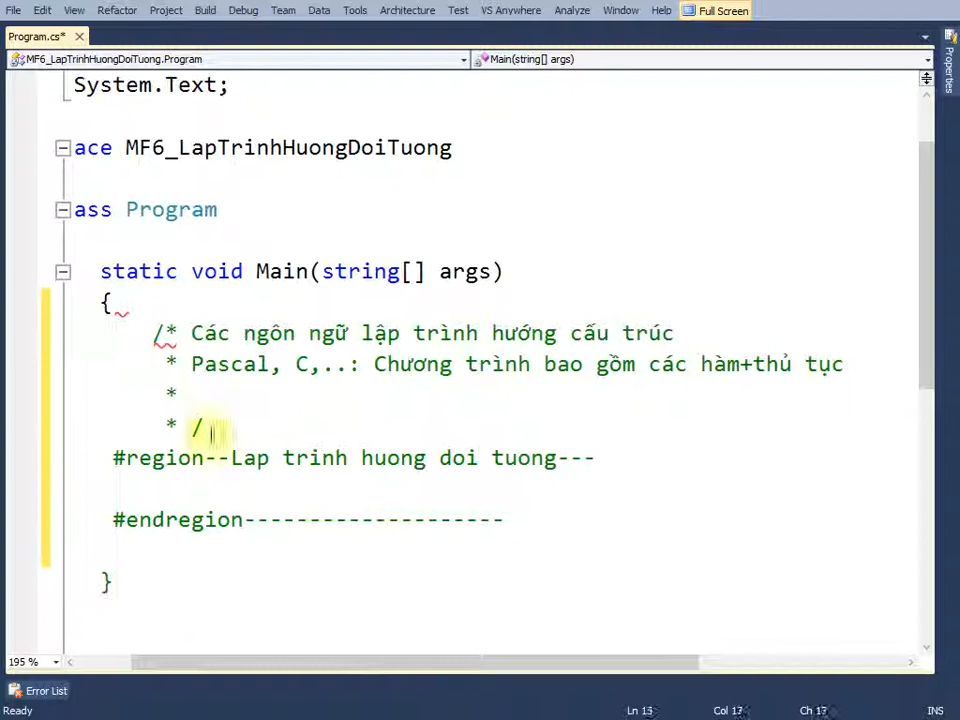 File Edit View Refactor Project Build Debug Team Data Tools Architecture Test VS Anywhere Analyze Window Help Full Screen
Program.cs*
MF6_LapTrinhHuongDoiTuong.Program Main(string[] args)
Properties
System.Text;
ace MF6_LapTrinhHuongDoiTuong
ass Program
static void Main(string[] args)
{
/* Các ngôn ngữ lập trình hướng cấu trúc
* Pascal, C,..: Chương trình bao gồm các hàm+thủ tục
*
* /
#region--Lap trinh huong doi tuong---
#endregion--------------------
}
195 %
Error List
Ready Ln 15 Col 17 Ch 17 INS